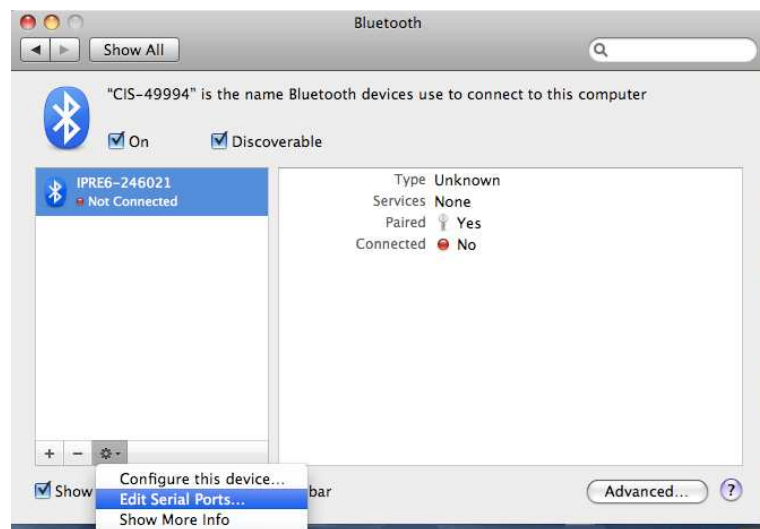 Bluetooth
Show All
"CIS-49994" is the name Bluetooth devices use to connect to this computer
On Discoverable
IPRE6-246021
Not Connected
Type Unknown
Services None
Paired Yes
Connected No
+ −
Configure this device...
Show bar
Edit Serial Ports...
Show More Info
Advanced... ?